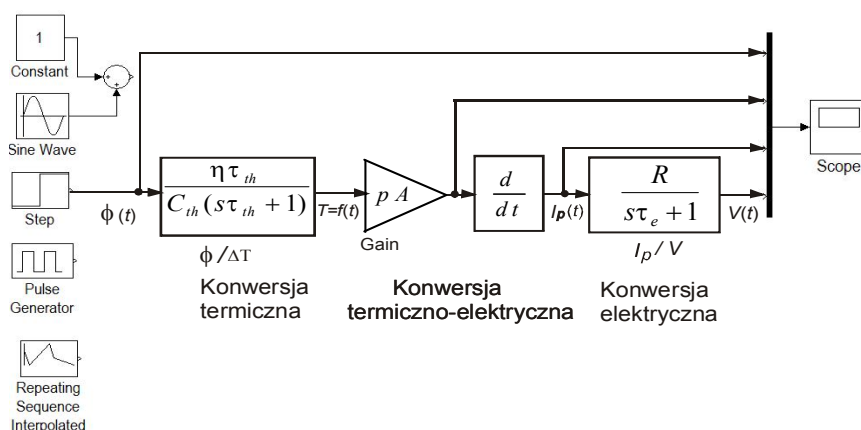 1
Constant
Sine Wave
Step
Pulse
Generator
Repeating
Sequence
Interpolated
ϕ(t)
ητ_th
C_th(sτ_th + 1)
ϕ/ΔT
Konwersja
termiczna
T=f(t)
p A
Gain
Konwersja
termiczno-elektryczna
d
dt
I_p(t)
R
sτ_e + 1
I_p / V
Konwersja
elektryczna
V(t)
Scope